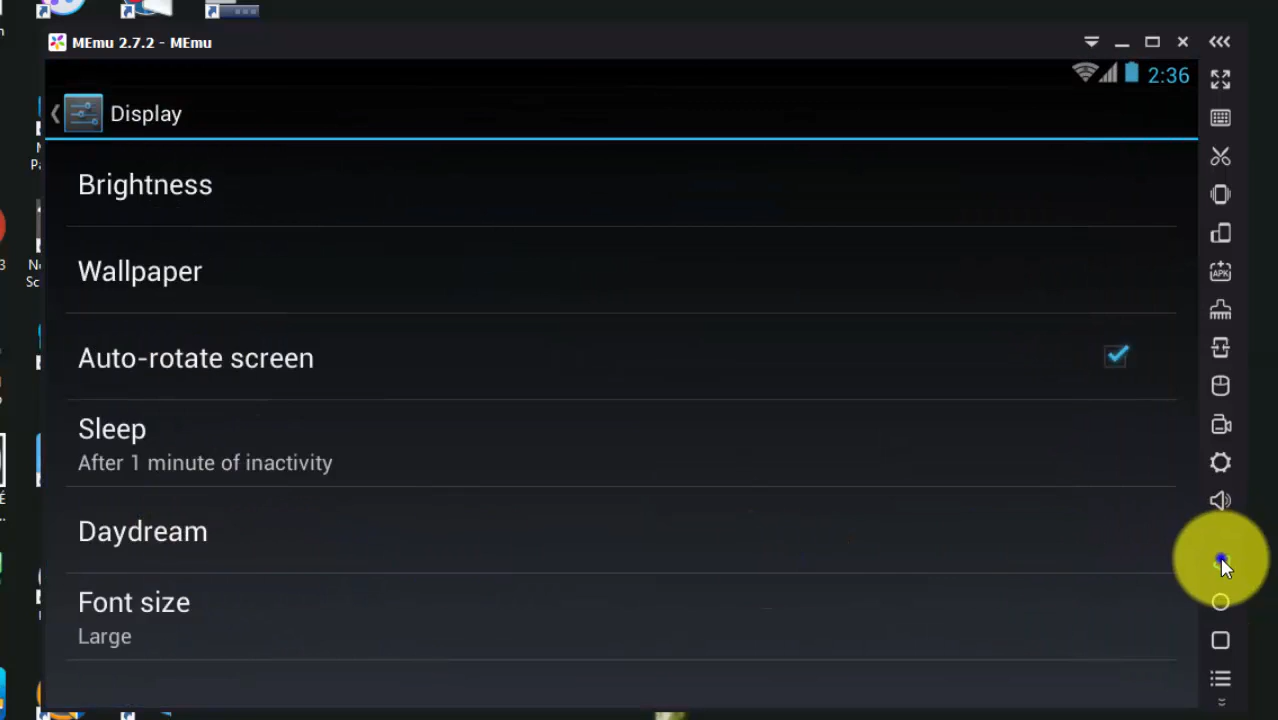 MEmu 2.7.2 - MEmu
2:36
Display
Brightness
Wallpaper
Auto-rotate screen
Sleep
After 1 minute of inactivity
Daydream
Font size
Large
APK